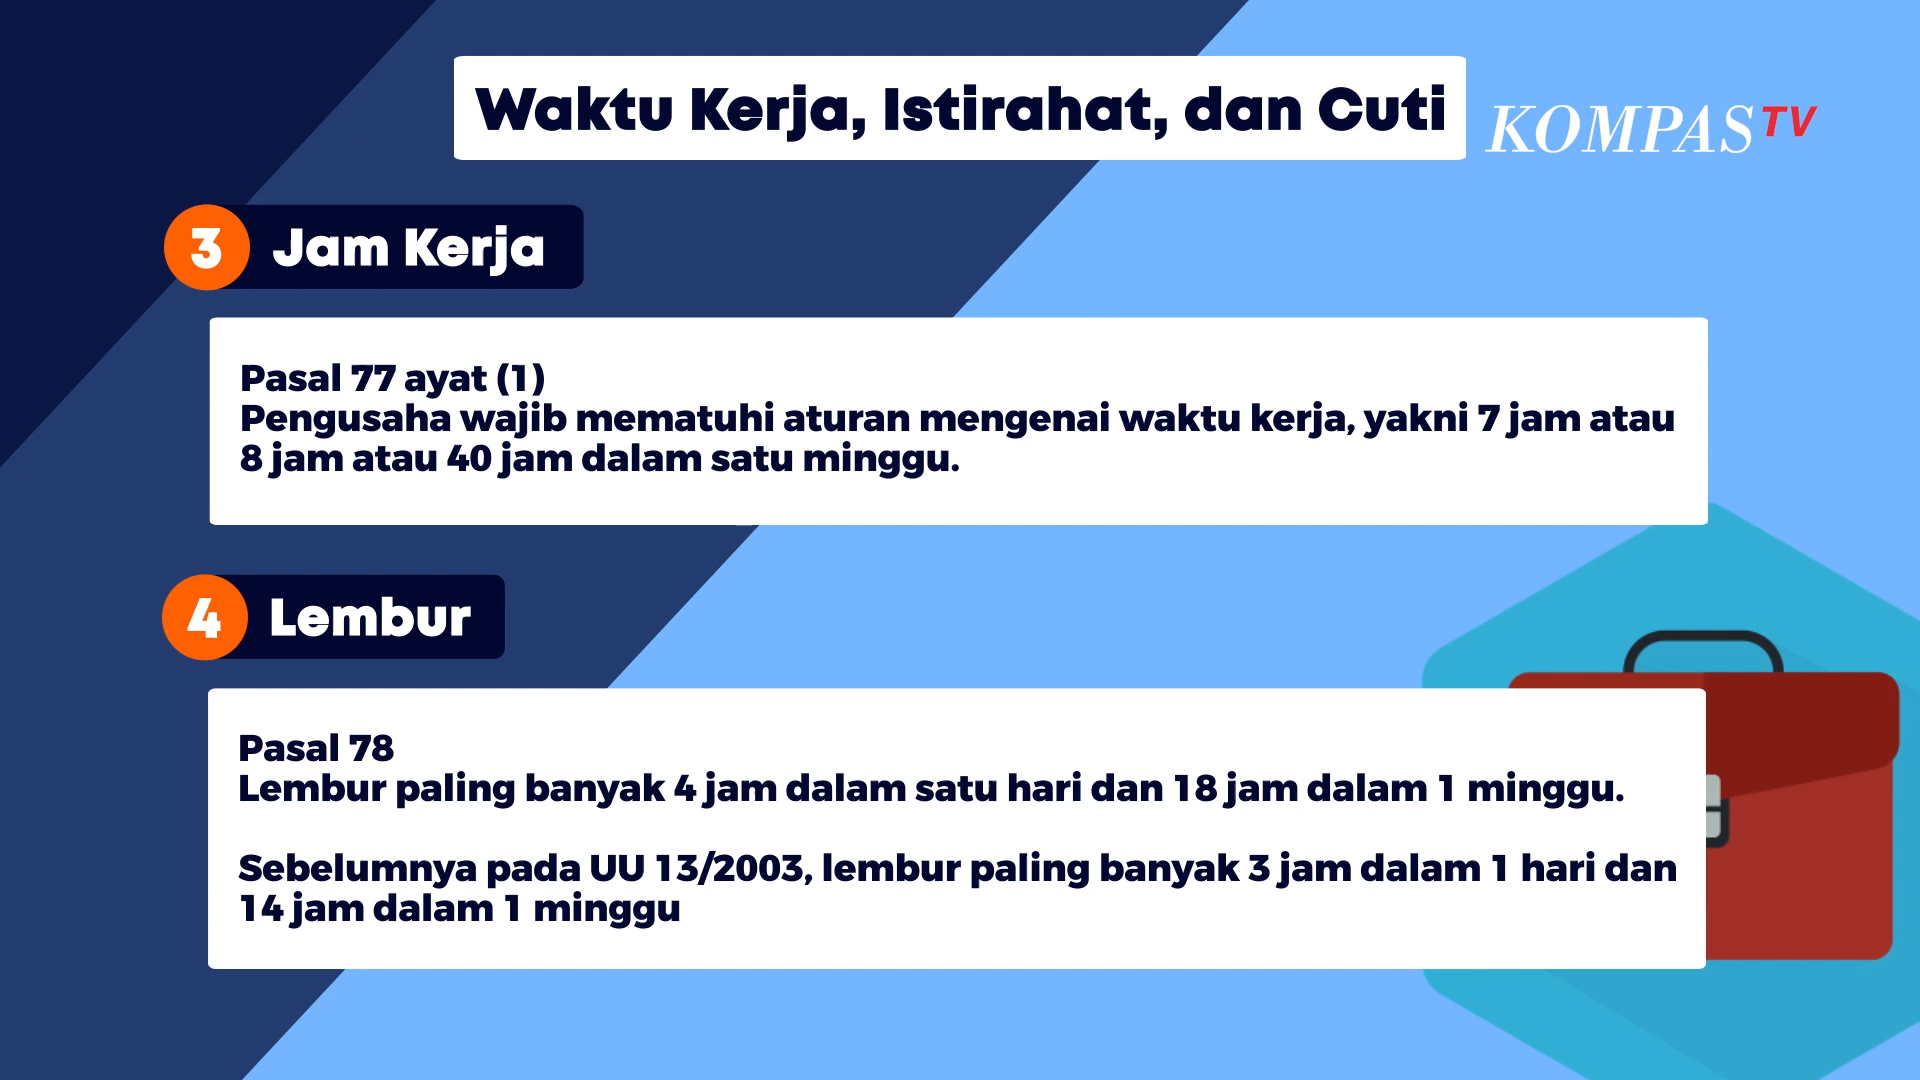 Waktu Kerja, Istirahat, dan Cuti
KOMPAS TV
3 Jam Kerja
Pasal 77 ayat (1)
Pengusaha wajib mematuhi aturan mengenai waktu kerja, yakni 7 jam atau
8 jam atau 40 jam dalam satu minggu.
4 Lembur
Pasal 78
Lembur paling banyak 4 jam dalam satu hari dan 18 jam dalam 1 minggu.
Sebelumnya pada UU 13/2003, lembur paling banyak 3 jam dalam 1 hari dan
14 jam dalam 1 minggu